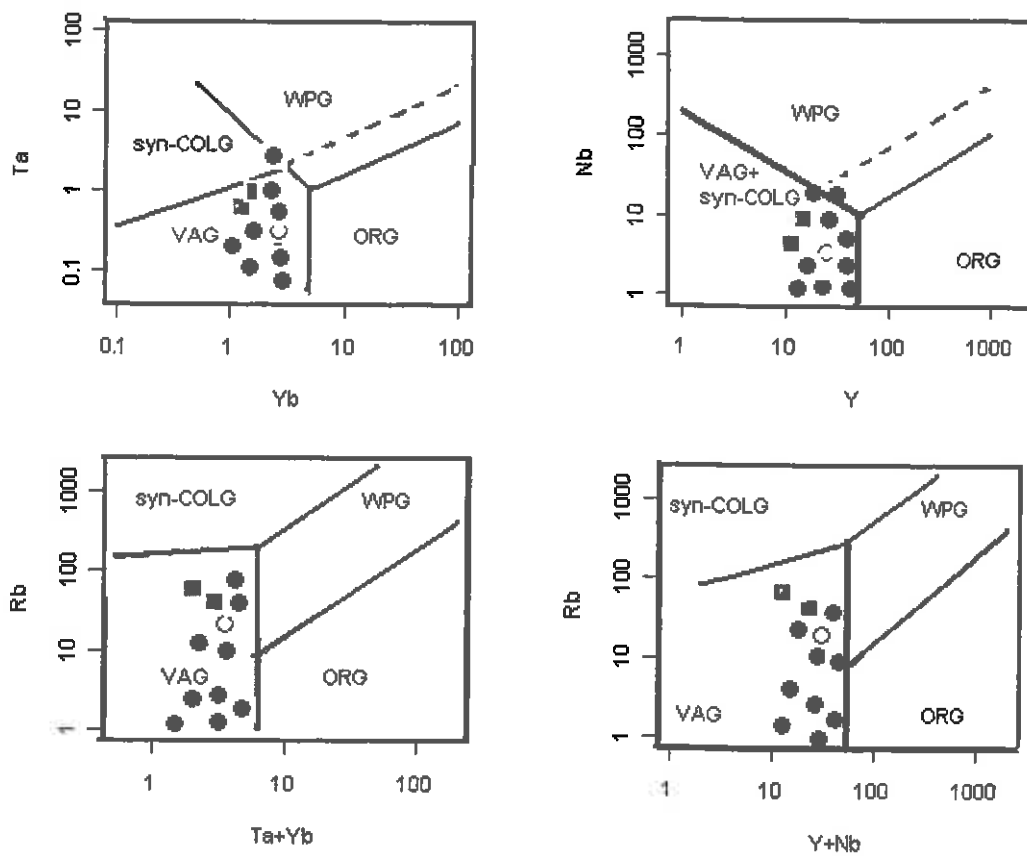 Ta
100
10
1
0.1
WPG
syn-COLG
VAG
ORG
0.1 1 10 100
Yb
Nb
1000
100
10
1
WPG
VAG+
syn-COLG
ORG
1 10 100 1000
Y
Rb
1000
100
10
1
syn-COLG
WPG
VAG
ORG
1 10 100
Ta+Yb
Rb
1000
100
10
1
syn-COLG
WPG
VAG
ORG
1 10 100 1000
Y+Nb